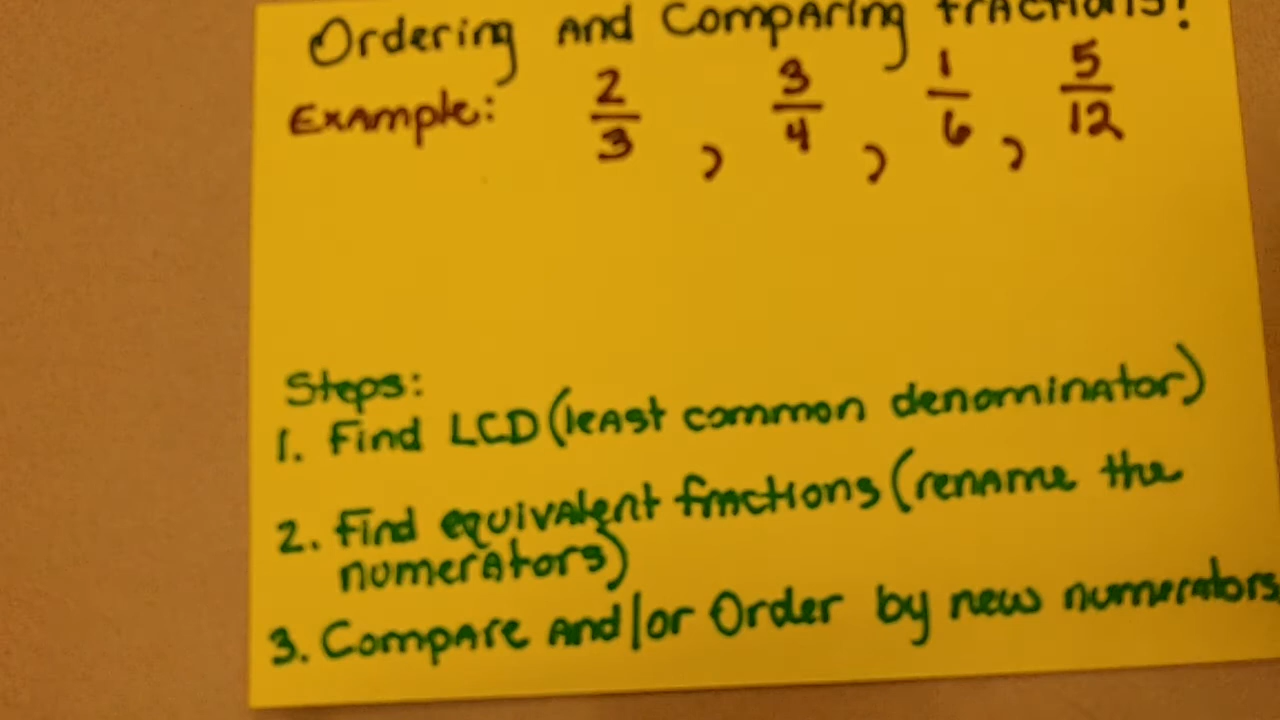 Ordering and Comparing fractions!
Example: 2/3 , 3/4 , 1/6 , 5/12
Steps:
1. Find LCD (least common denominator)
2. Find equivalent fractions (rename the
numerators)
3. Compare and/or Order by new numerators